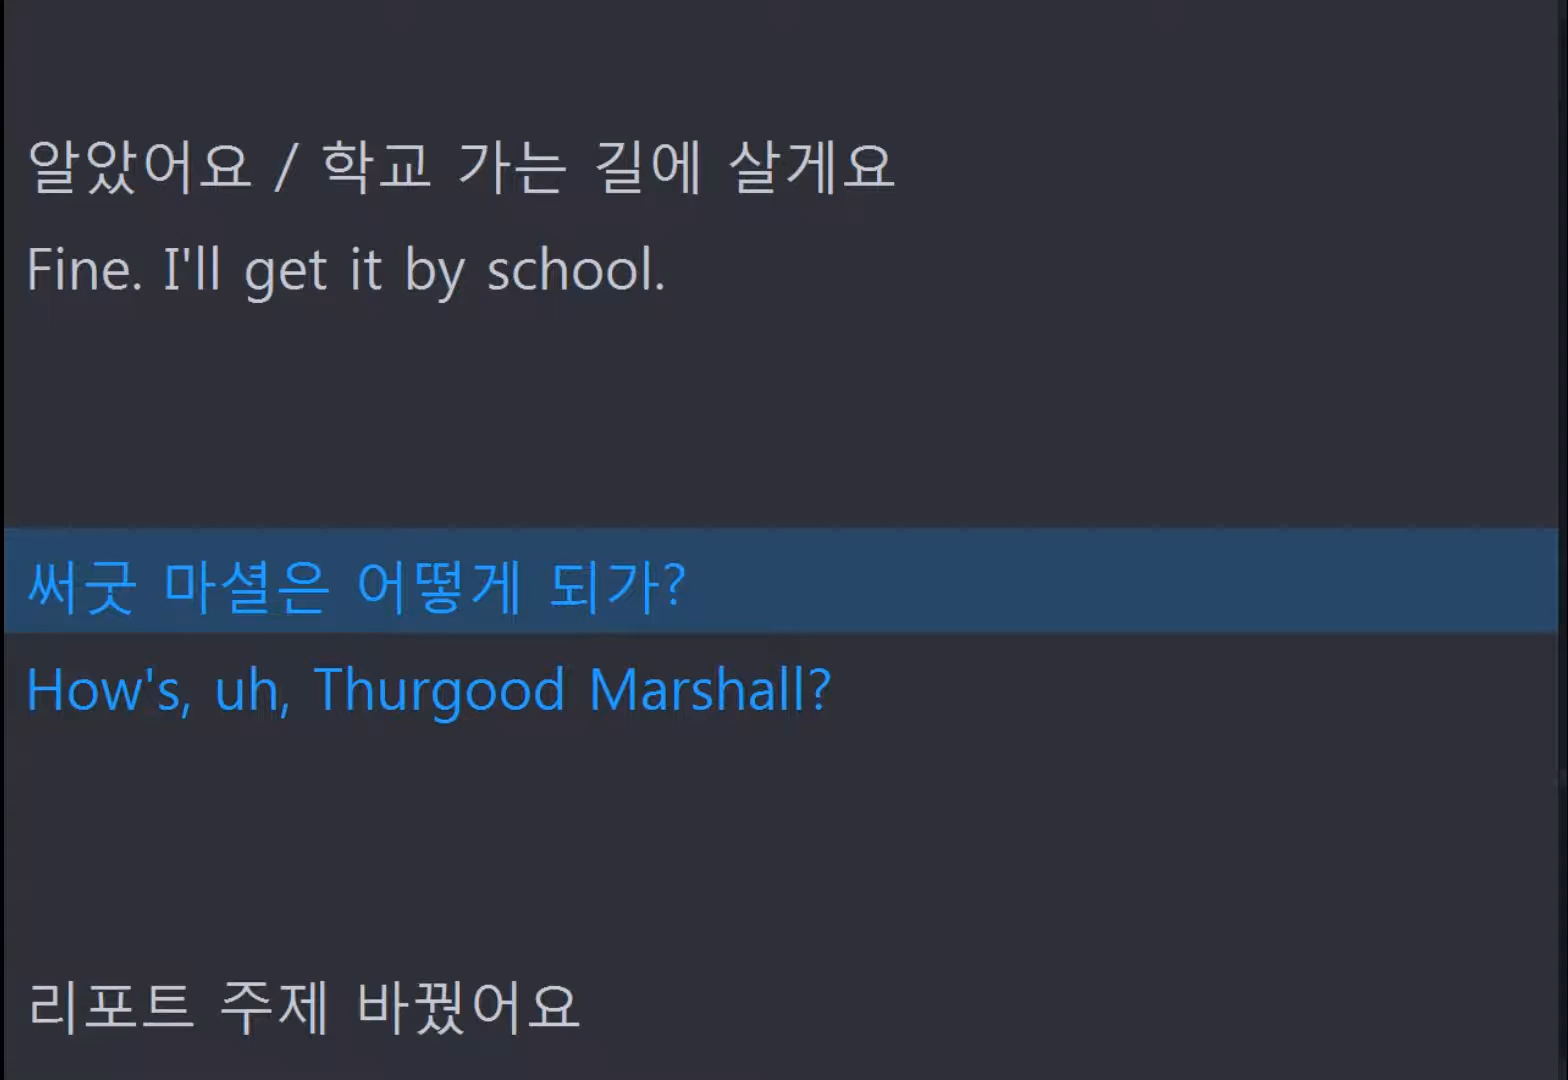 알았어요 / 학교 가는 길에 살게요
Fine. I'll get it by school.
써굿 마셜은 어떻게 되가?
How's, uh, Thurgood Marshall?
리포트 주제 바꿨어요